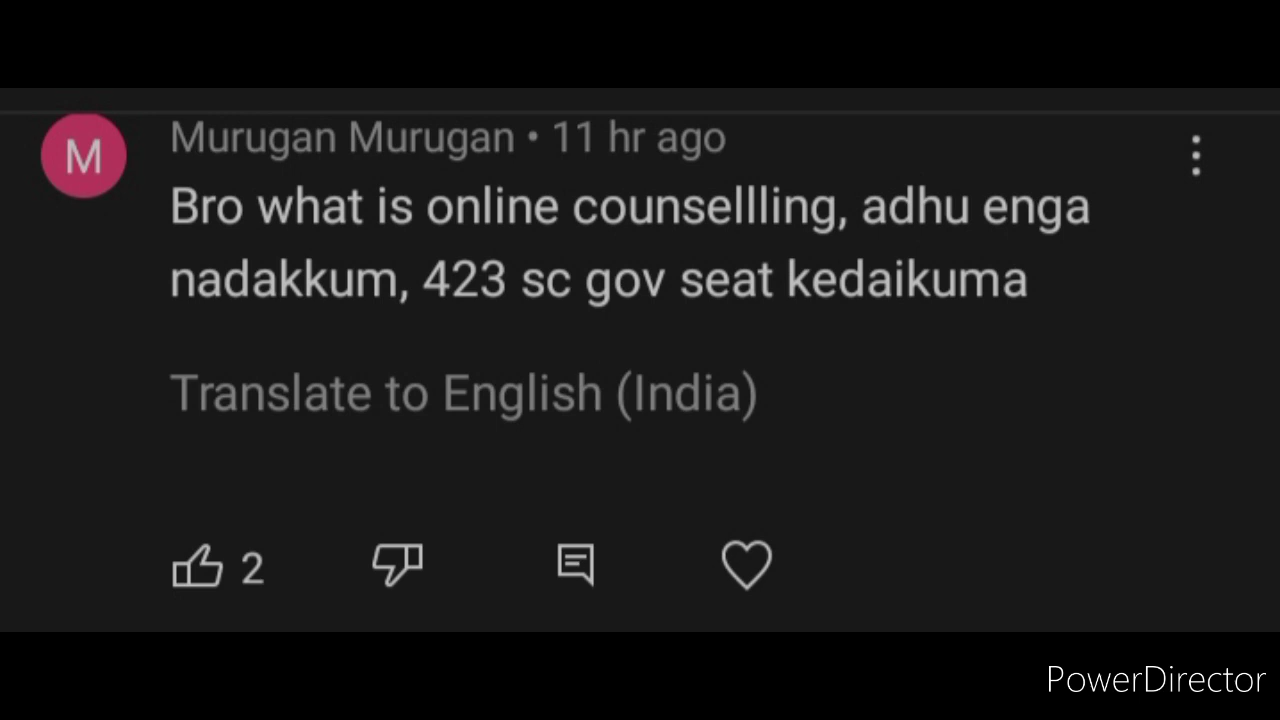 M
Murugan Murugan • 11 hr ago
Bro what is online counsellling, adhu enga
nadakkum, 423 sc gov seat kedaikuma
Translate to English (India)
2
PowerDirector